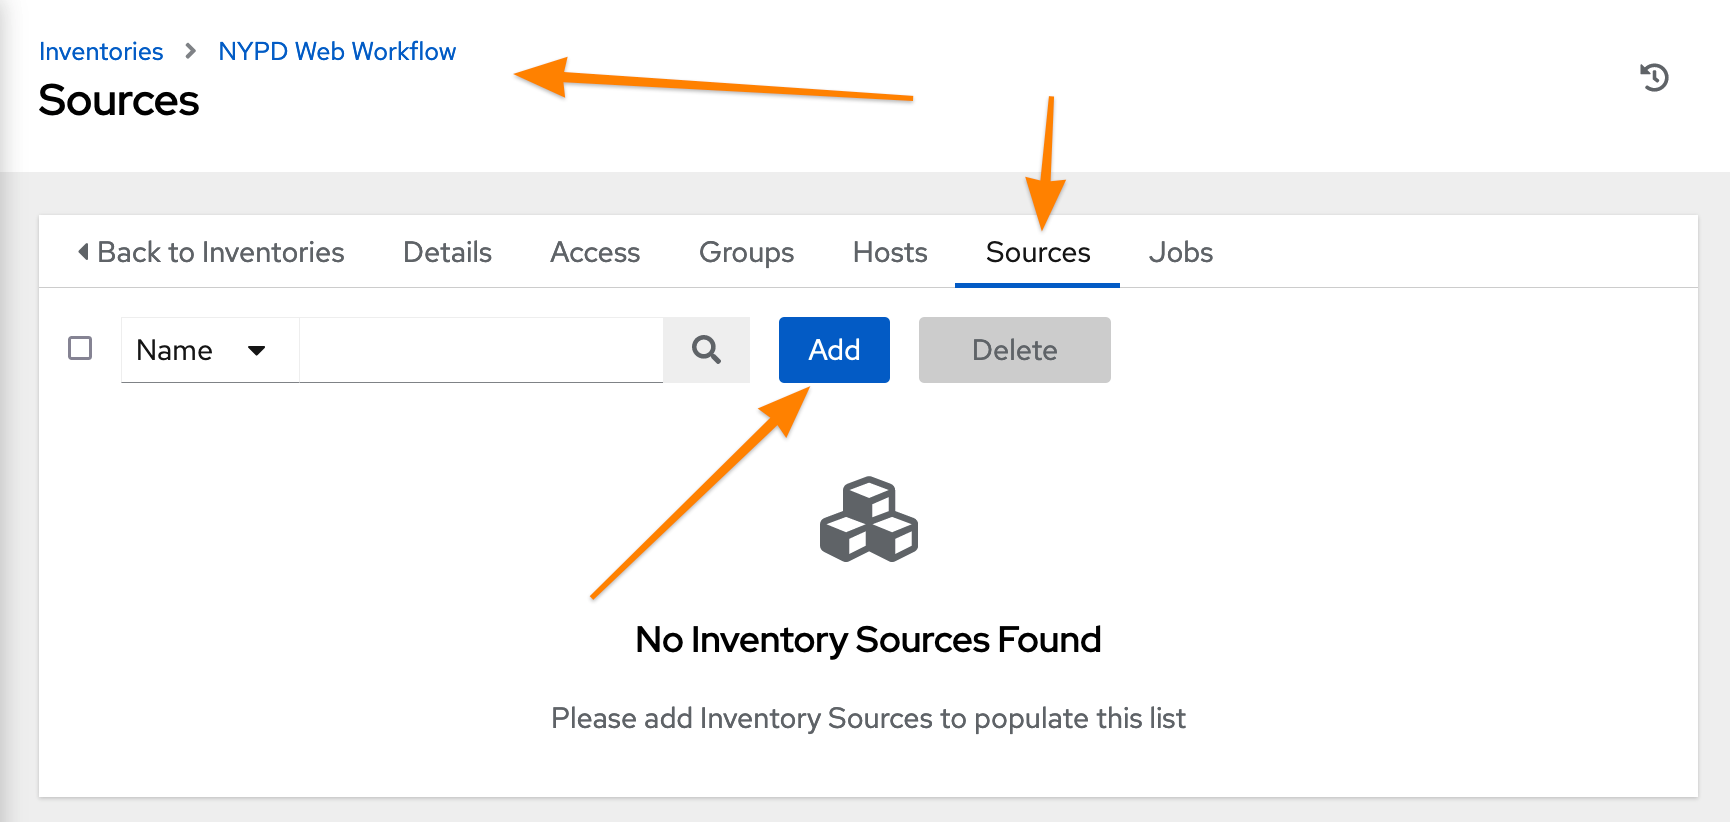 Inventories > NYPD Web Workflow
Sources
Back to Inventories Details Access Groups Hosts Sources Jobs
Name Add Delete
No Inventory Sources Found
Please add Inventory Sources to populate this list